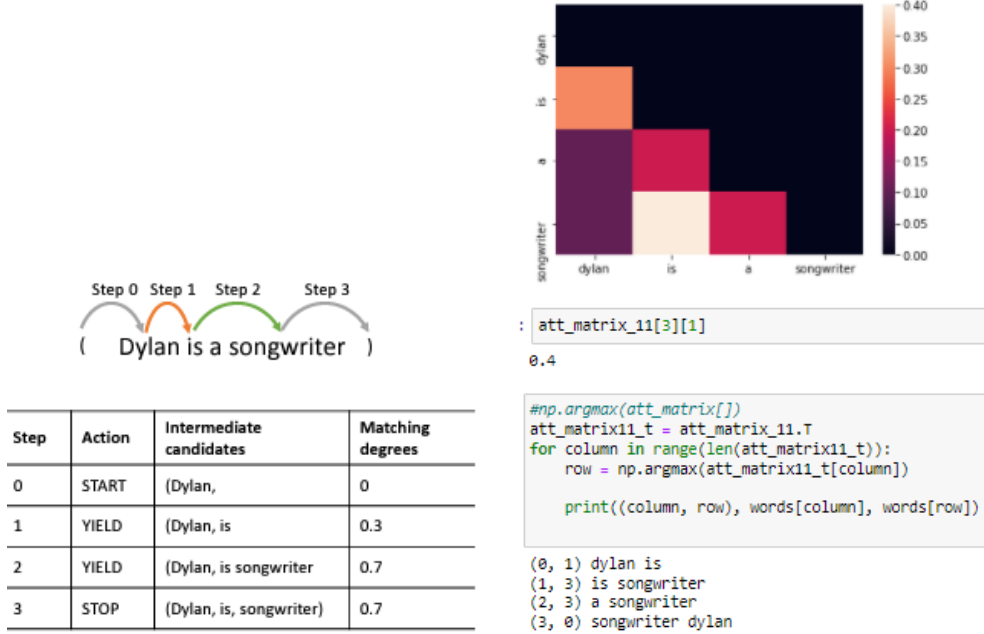 Step 0 Step 1 Step 2 Step 3
( Dylan is a songwriter )
Step Action Intermediate candidates Matching degrees
0 START (Dylan, 0
1 YIELD (Dylan, is 0.3
2 YIELD (Dylan, is songwriter 0.7
3 STOP (Dylan, is, songwriter) 0.7
dylan
is
a
songwriter
dylan is a songwriter
0.40
0.35
0.30
0.25
0.20
0.15
0.10
0.05
0.00
: att_matrix_11[3][1]
0.4
#np.argmax(att_matrix[])
att_matrix11_t = att_matrix_11.T
for column in range(len(att_matrix11_t)):
    row = np.argmax(att_matrix11_t[column])
    print((column, row), words[column], words[row])
(0, 1) dylan is
(1, 3) is songwriter
(2, 3) a songwriter
(3, 0) songwriter dylan